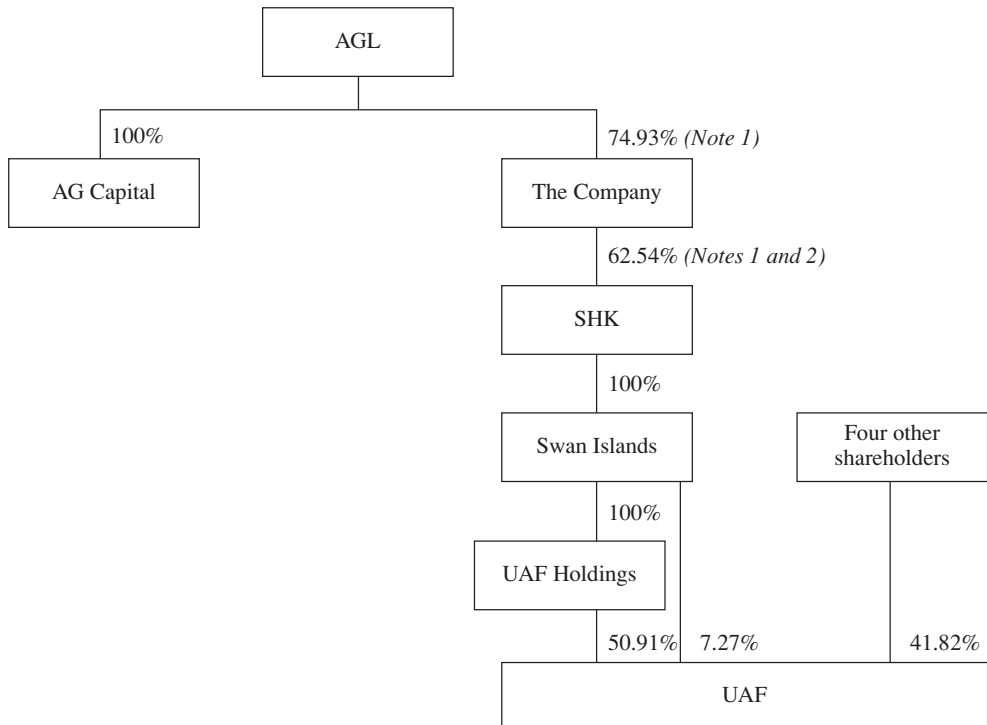 AGL
100%
74.93% (Note 1)
AG Capital
The Company
62.54% (Notes 1 and 2)
SHK
100%
Swan Islands
Four other
shareholders
100%
UAF Holdings
50.91%
7.27%
41.82%
UAF